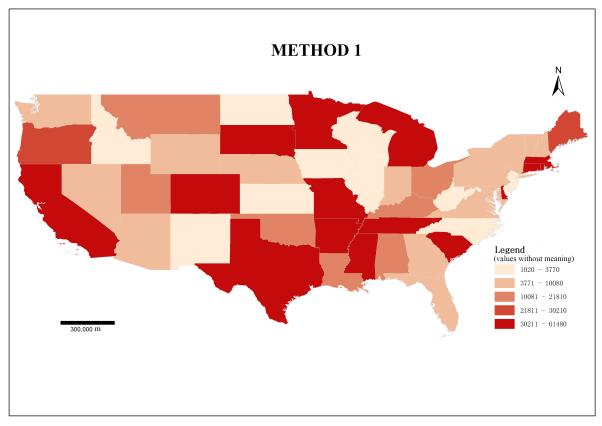 METHOD 1
N
Legend
(values without meaning)
1020 - 3770
3771 - 10080
10081 - 21810
21811 - 30210
30211 - 61480
300,000 m